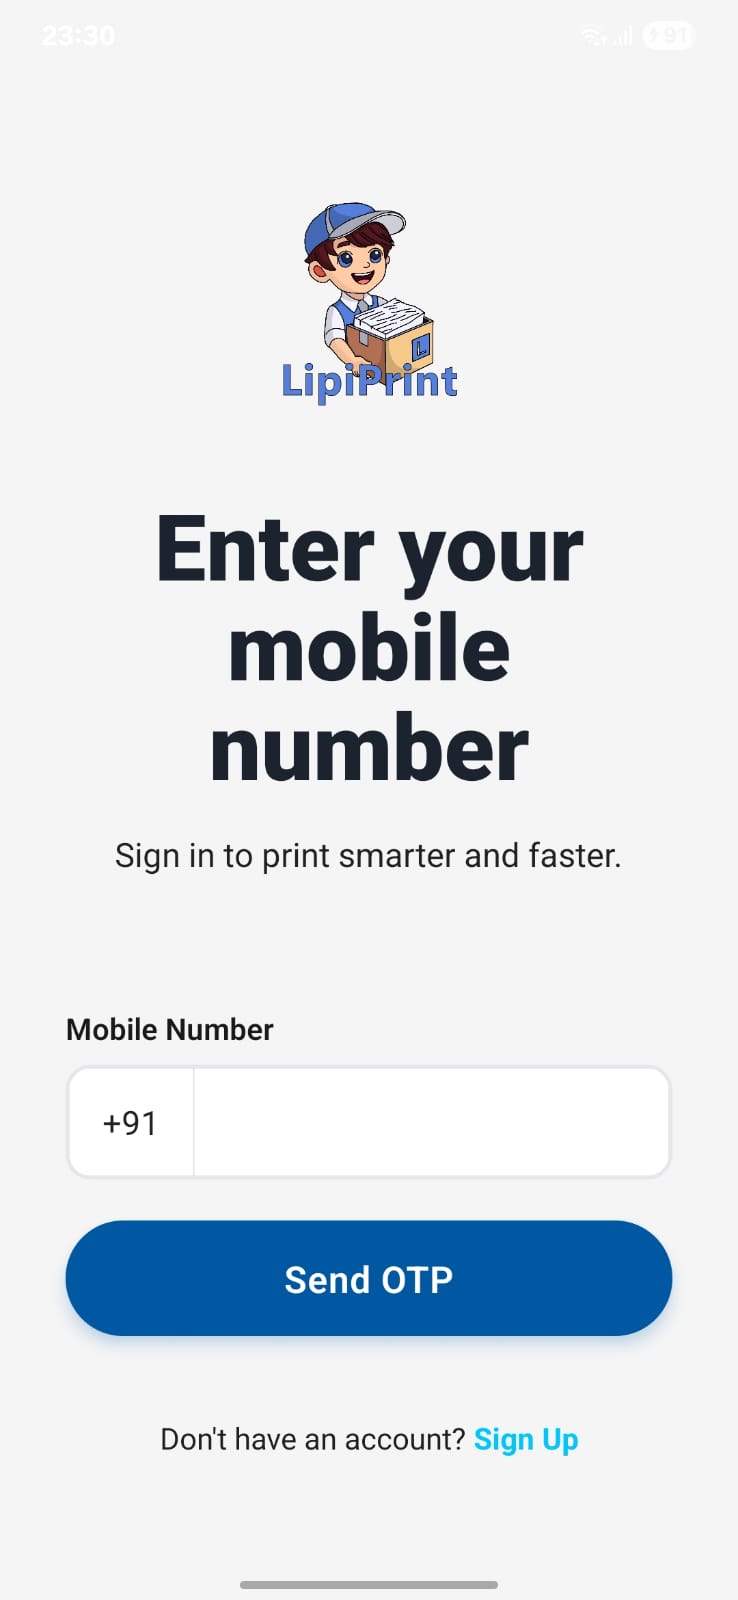 23:30
91
L
LipiPrint
Enter your
mobile
number
Sign in to print smarter and faster.
Mobile Number
+91
Send OTP
Don't have an account? Sign Up